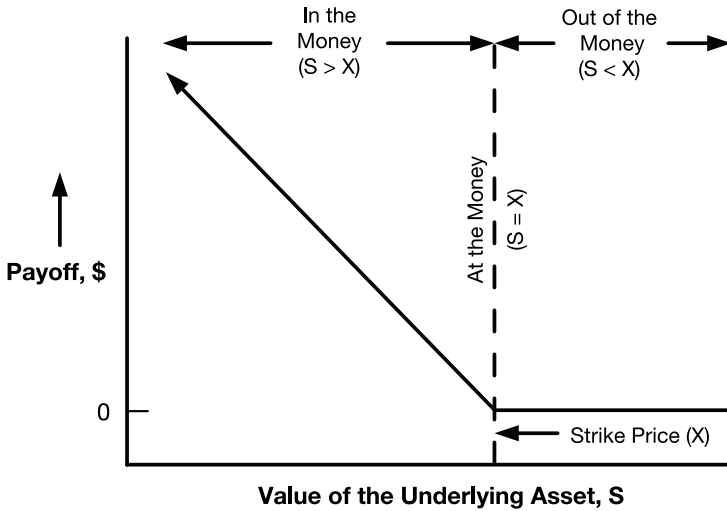 In the
Money
(S > X)
Out of the
Money
(S < X)
At the Money
(S = X)
Payoff, $
0
Strike Price (X)
Value of the Underlying Asset, S